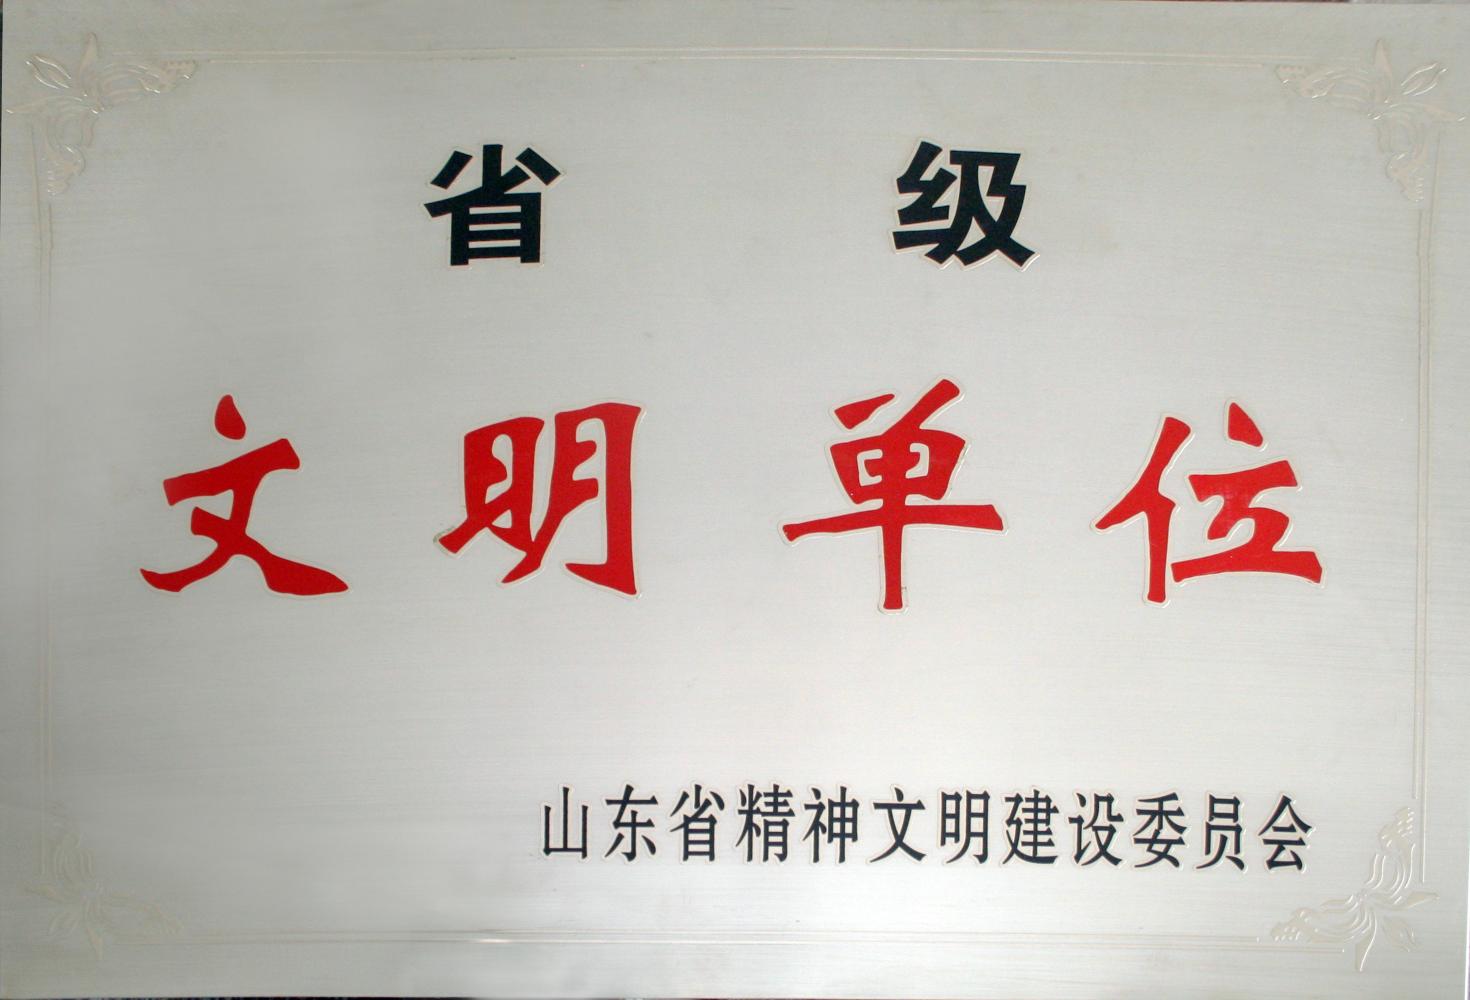 省级
文明单位
山东省精神文明建设委员会